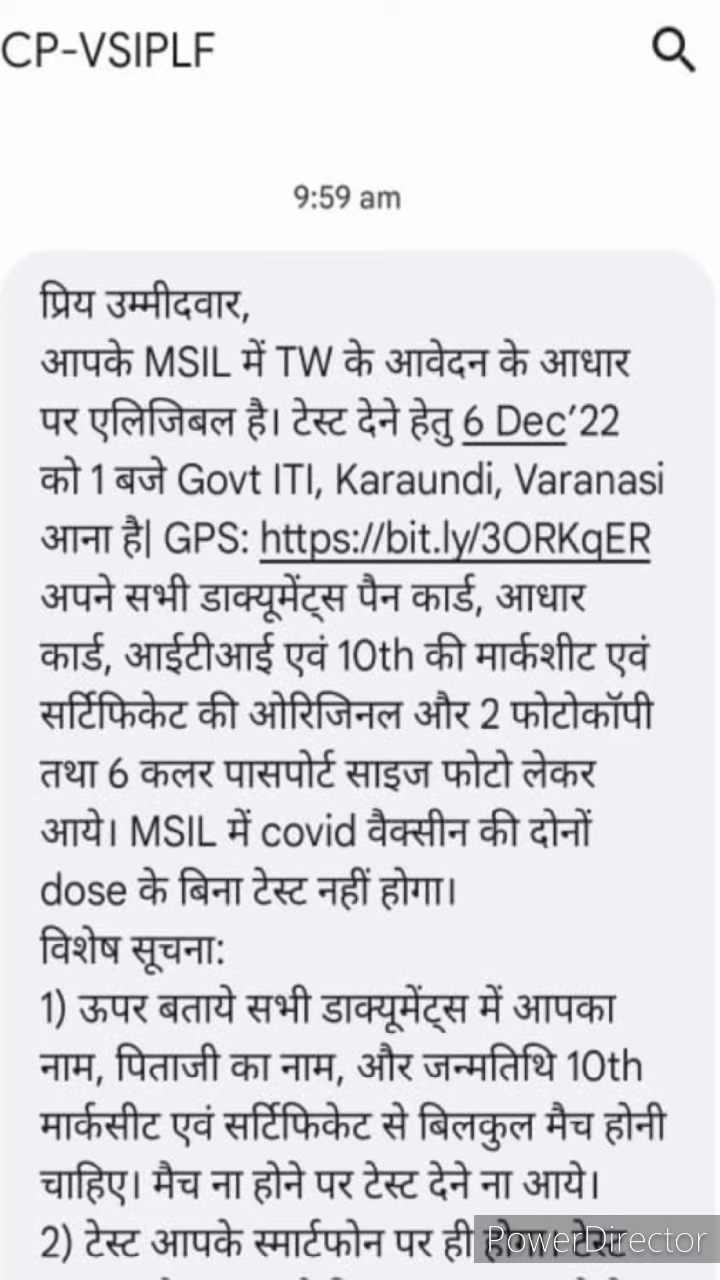 CP-VSIPLF
9:59 am
प्रिय उम्मीदवार,
आपके MSIL में TW के आवेदन के आधार
पर एलिजिबल है। टेस्ट देने हेतु 6 Dec’22
को 1 बजे Govt ITI, Karaundi, Varanasi
आना है| GPS: https://bit.ly/3ORKqER
अपने सभी डाक्यूमेंट्स पैन कार्ड, आधार
कार्ड, आईटीआई एवं 10th की मार्कशीट एवं
सर्टिफिकेट की ओरिजिनल और 2 फोटोकॉपी
तथा 6 कलर पासपोर्ट साइज फोटो लेकर
आये। MSIL में covid वैक्सीन की दोनों
dose के बिना टेस्ट नहीं होगा।
विशेष सूचना:
1) ऊपर बताये सभी डाक्यूमेंट्स में आपका
नाम, पिताजी का नाम, और जन्मतिथि 10th
मार्कसीट एवं सर्टिफिकेट से बिलकुल मैच होनी
चाहिए। मैच ना होने पर टेस्ट देने ना आये।
2) टेस्ट आपके स्मार्टफोन पर ही होगा। टेस्ट
PowerDirector